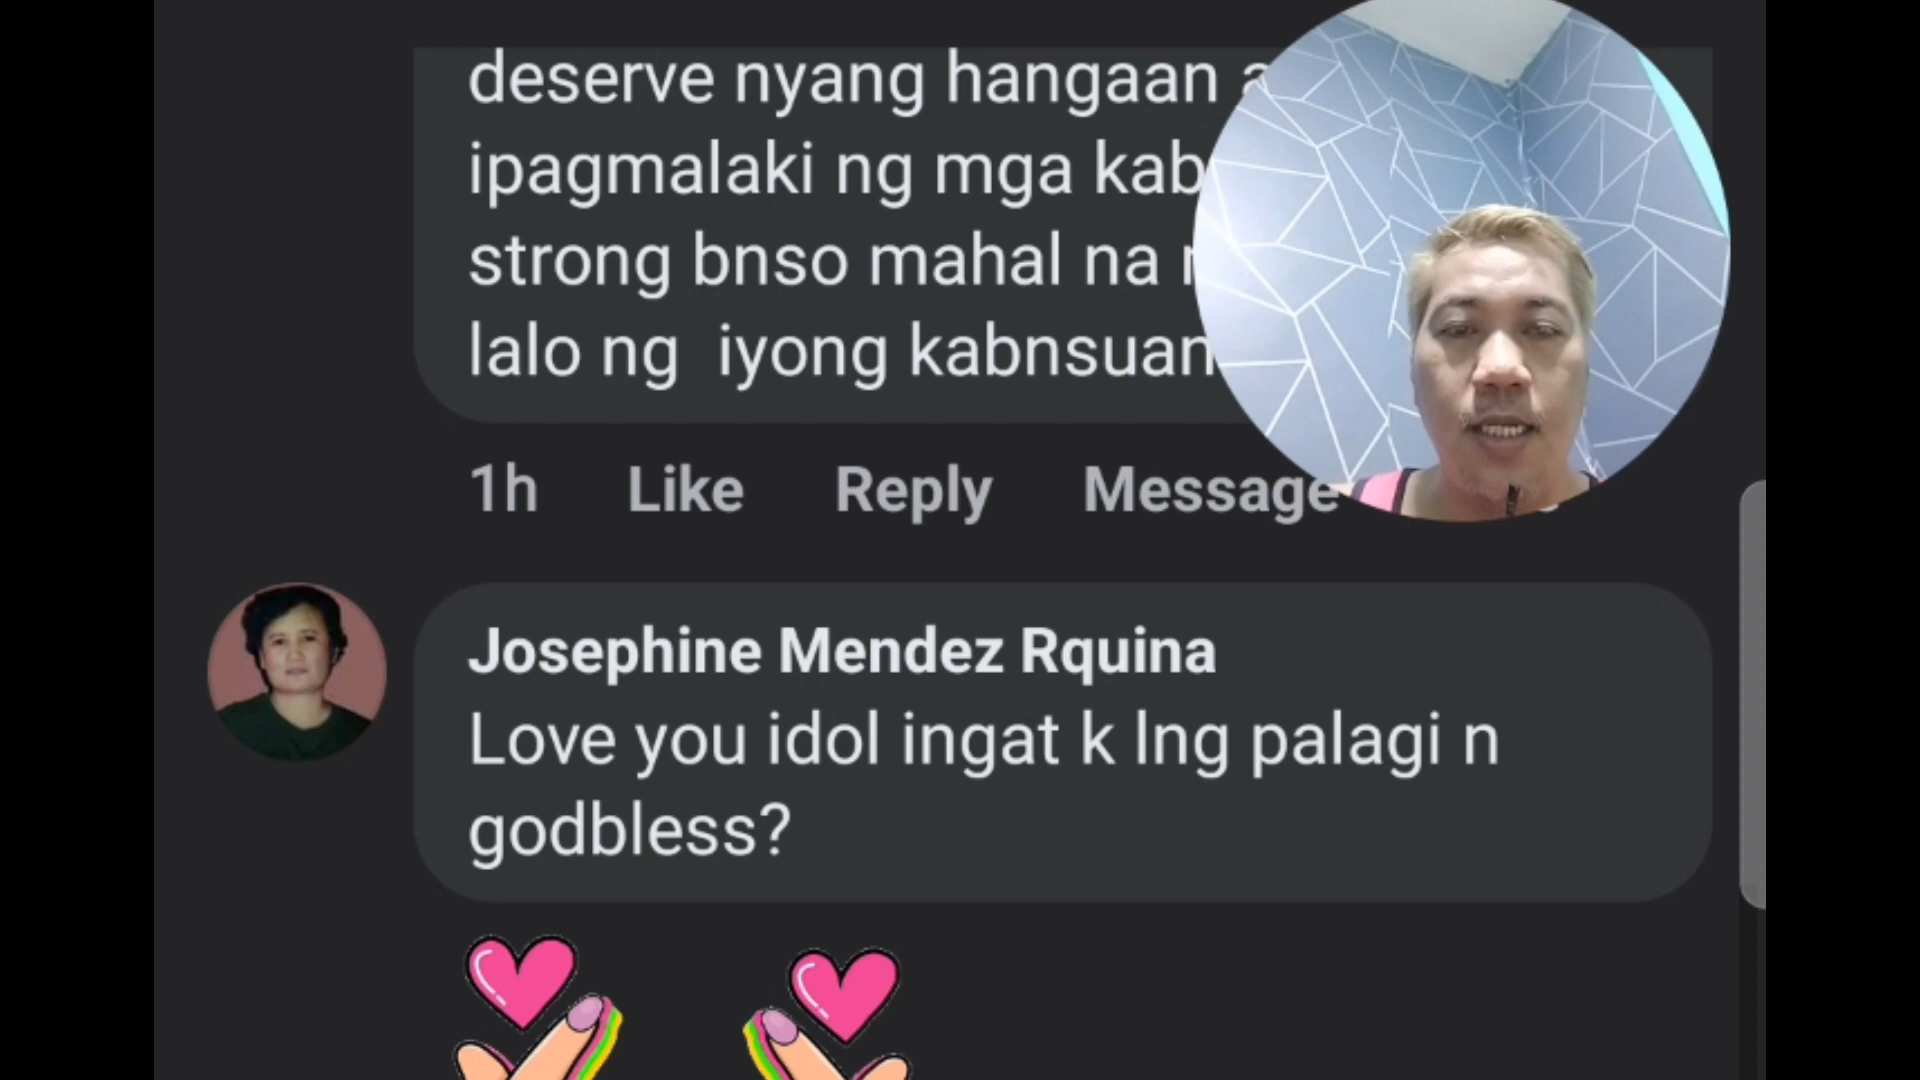 deserve nyang hangaan
ipagmalaki ng mga
strong bnso mahal na
lalo ng iyong kabnsuan
1h Like Reply Message
Josephine Mendez Rquina
Love you idol ingat k lng palagi n
godbless?